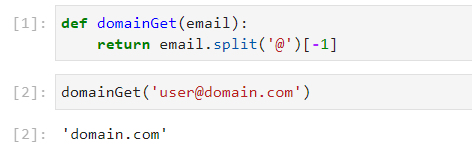 [1]: def domainGet(email):
return email.split('@')[-1]
[2]: domainGet('user@domain.com')
[2]: 'domain.com'